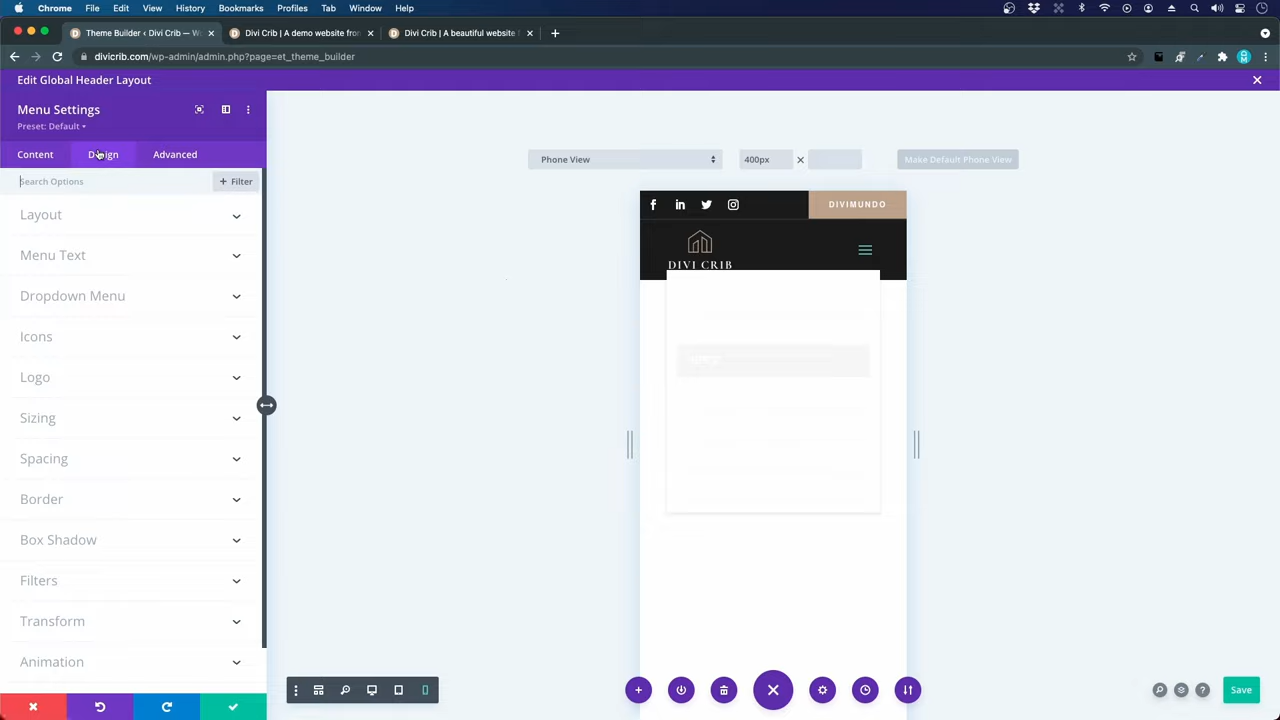 Chrome File Edit View History Bookmarks Profiles Tab Window Help
Theme Builder < Divi Crib — Wo
Divi Crib | A demo website from
Divi Crib | A beautiful website
divicrib.com/wp-admin/admin.php?page=et_theme_builder
Edit Global Header Layout
Menu Settings
Preset: Default
Content Design Advanced
Search Options
+ Filter
Layout
Menu Text
Dropdown Menu
Icons
Logo
Sizing
Spacing
Border
Box Shadow
Filters
Transform
Animation
Phone View
400px
Make Default Phone View
DIVIMUNDO
DIVI CRIB
Save